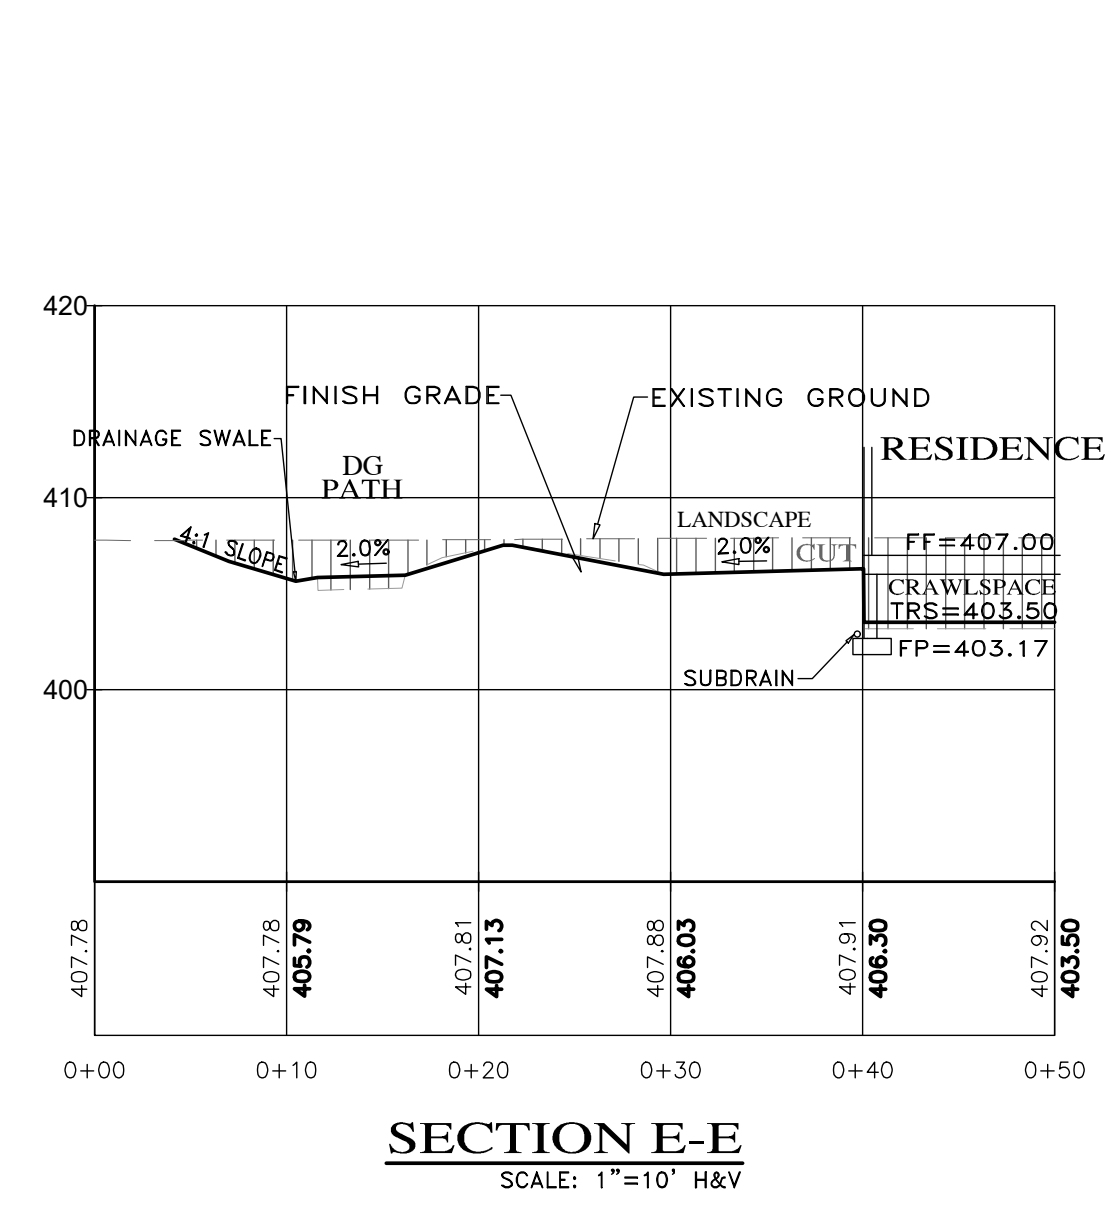 420
FINISH GRADE
EXISTING GROUND
DRAINAGE SWALE
RESIDENCE
DG
PATH
410
LANDSCAPE
4:1 SLOPE
2.0%
2.0%
CUT
FF=407.00
CRAWLSPACE
TRS=403.50
FP=403.17
SUBDRAIN
400
407.78
407.78
405.79
407.81
407.13
407.88
406.03
407.91
406.30
407.92
403.50
0+00
0+10
0+20
0+30
0+40
0+50
SECTION E-E
SCALE: 1”=10’ H&V